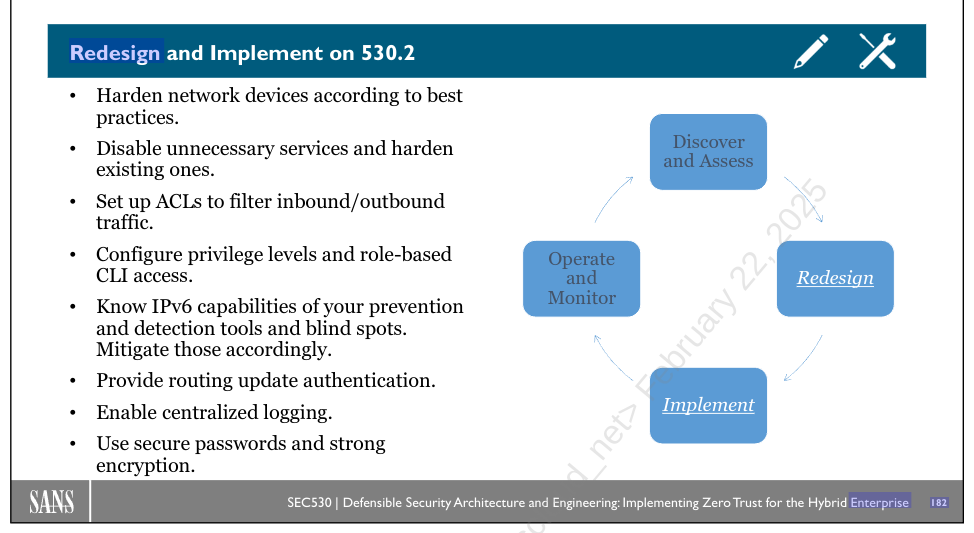 Redesign and Implement on 530.2
• Harden network devices according to best
practices.
• Disable unnecessary services and harden
existing ones.
• Set up ACLs to filter inbound/outbound
traffic.
• Configure privilege levels and role-based
CLI access.
• Know IPv6 capabilities of your prevention
and detection tools and blind spots.
Mitigate those accordingly.
• Provide routing update authentication.
• Enable centralized logging.
• Use secure passwords and strong
encryption.
Discover
and Assess
Redesign
Implement
Operate
and
Monitor
d_net> February 22, 2025
SANS
SEC530 | Defensible Security Architecture and Engineering: Implementing Zero Trust for the Hybrid Enterprise
182